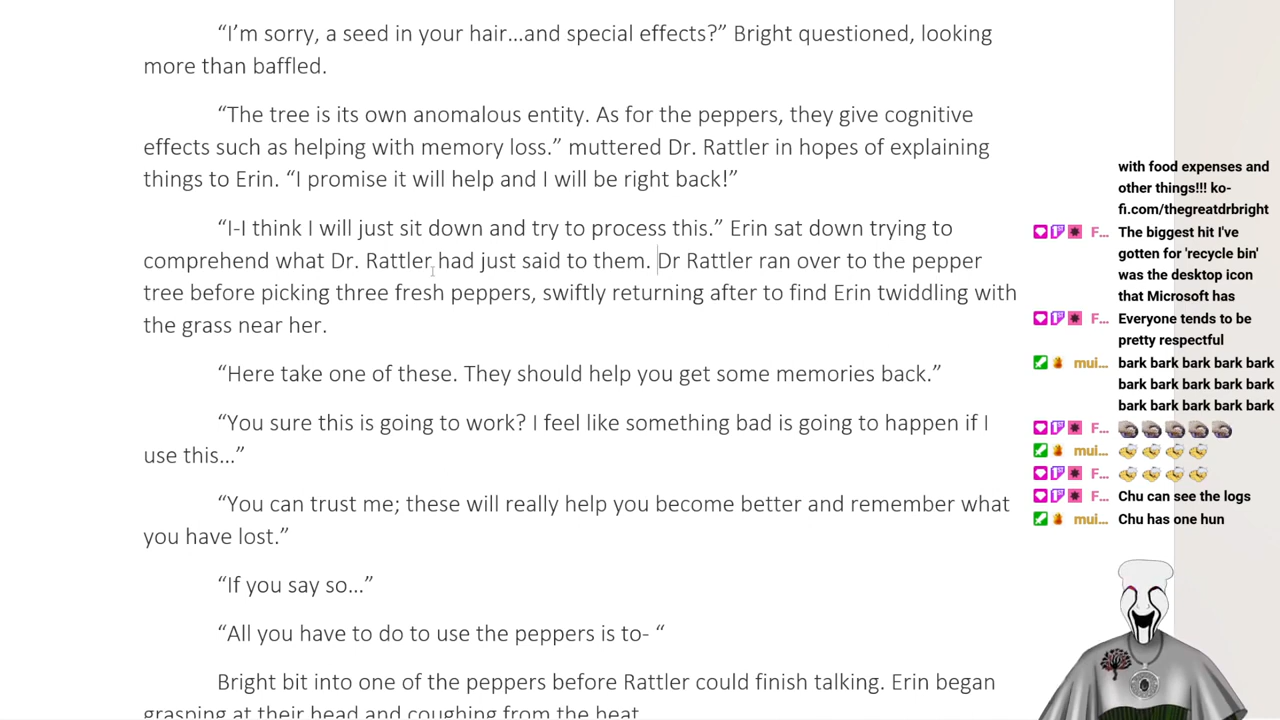 “I’m sorry, a seed in your hair...and special effects?” Bright questioned, looking
more than baffled.
“The tree is its own anomalous entity. As for the peppers, they give cognitive
effects such as helping with memory loss.” muttered Dr. Rattler in hopes of explaining
things to Erin. “I promise it will help and I will be right back!”
“I-I think I will just sit down and try to process this.” Erin sat down trying to
comprehend what Dr. Rattler had just said to them. Dr Rattler ran over to the pepper
tree before picking three fresh peppers, swiftly returning after to find Erin twiddling with
the grass near her.
“Here take one of these. They should help you get some memories back.”
“You sure this is going to work? I feel like something bad is going to happen if I
use this...”
“You can trust me; these will really help you become better and remember what
you have lost.”
“If you say so...”
“All you have to do to use the peppers is to- “
Bright bit into one of the peppers before Rattler could finish talking. Erin began
grasping at their head and coughing from the heat
with food expenses and
other things!!! ko-
fi.com/thegreatdrbright
F... The biggest hit I've
gotten for 'recycle bin'
was the desktop icon
that Microsoft has
F... Everyone tends to be
pretty respectful
mui... bark bark bark bark bark
bark bark bark bark bark
bark bark bark bark bark
F...
mui...
F...
F... Chu can see the logs
mui... Chu has one hun